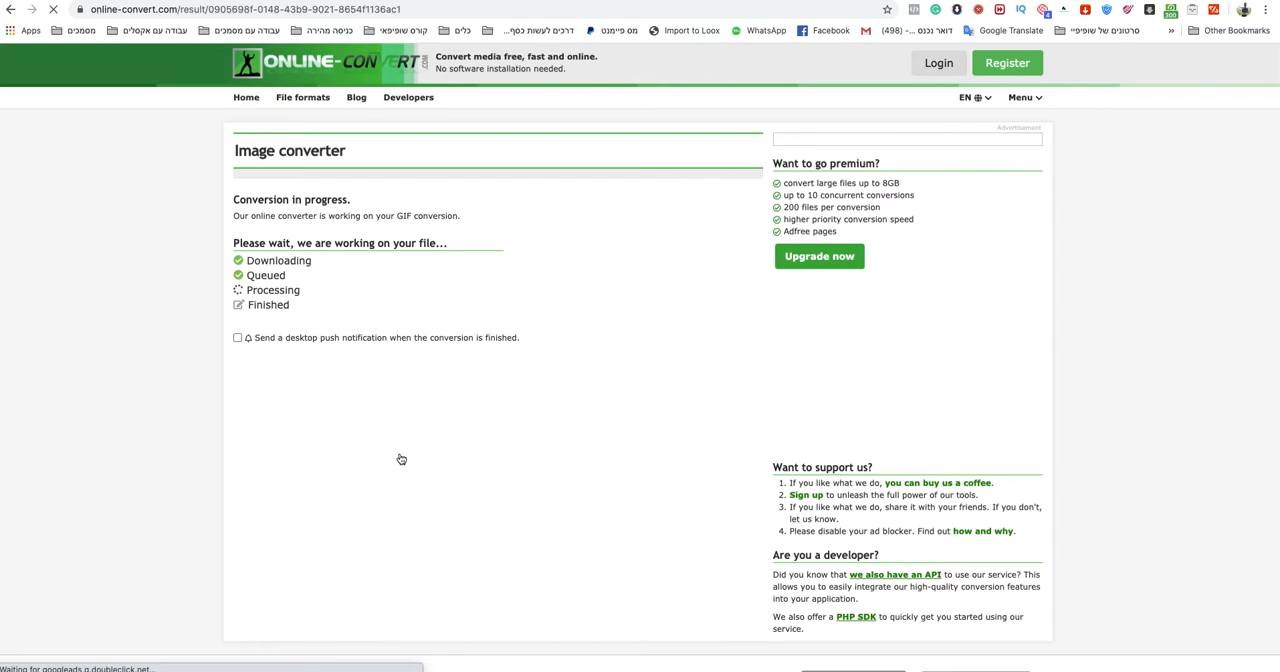 online-convert.com/result/0905698f-0148-43b9-9021-8654f1136ac1
Apps מסמכים עבודה עם אקסלים עבודה עם מסמכים כניסה מהירה קורס שופיפאי כלים דרכים לעשות כסף... מס פיימנט Import to Loox WhatsApp Facebook דואר נכנס - (498) ... Google Translate סרטונים של שופיפיי » Other Bookmarks
ONLINE-CONVERT.COM
Convert media free, fast and online.
No software installation needed.
Login Register
Home File formats Blog Developers EN Menu
Advertisement
Image converter
Conversion in progress.
Our online converter is working on your GIF conversion.
Please wait, we are working on your file...
Downloading
Queued
Processing
Finished
Send a desktop push notification when the conversion is finished.
Want to go premium?
convert large files up to 8GB
up to 10 concurrent conversions
200 files per conversion
higher priority conversion speed
Adfree pages
Upgrade now
Want to support us?
1. If you like what we do, you can buy us a coffee.
2. Sign up to unleash the full power of our tools.
3. If you like what we do, share it with your friends. If you don't,
let us know.
4. Please disable your ad blocker. Find out how and why.
Are you a developer?
Did you know that we also have an API to use our service? This
allows you to easily integrate our high-quality conversion features
into your application.
We also offer a PHP SDK to quickly get you started using our
service.
Waiting for googleads.g.doubleclick.net...